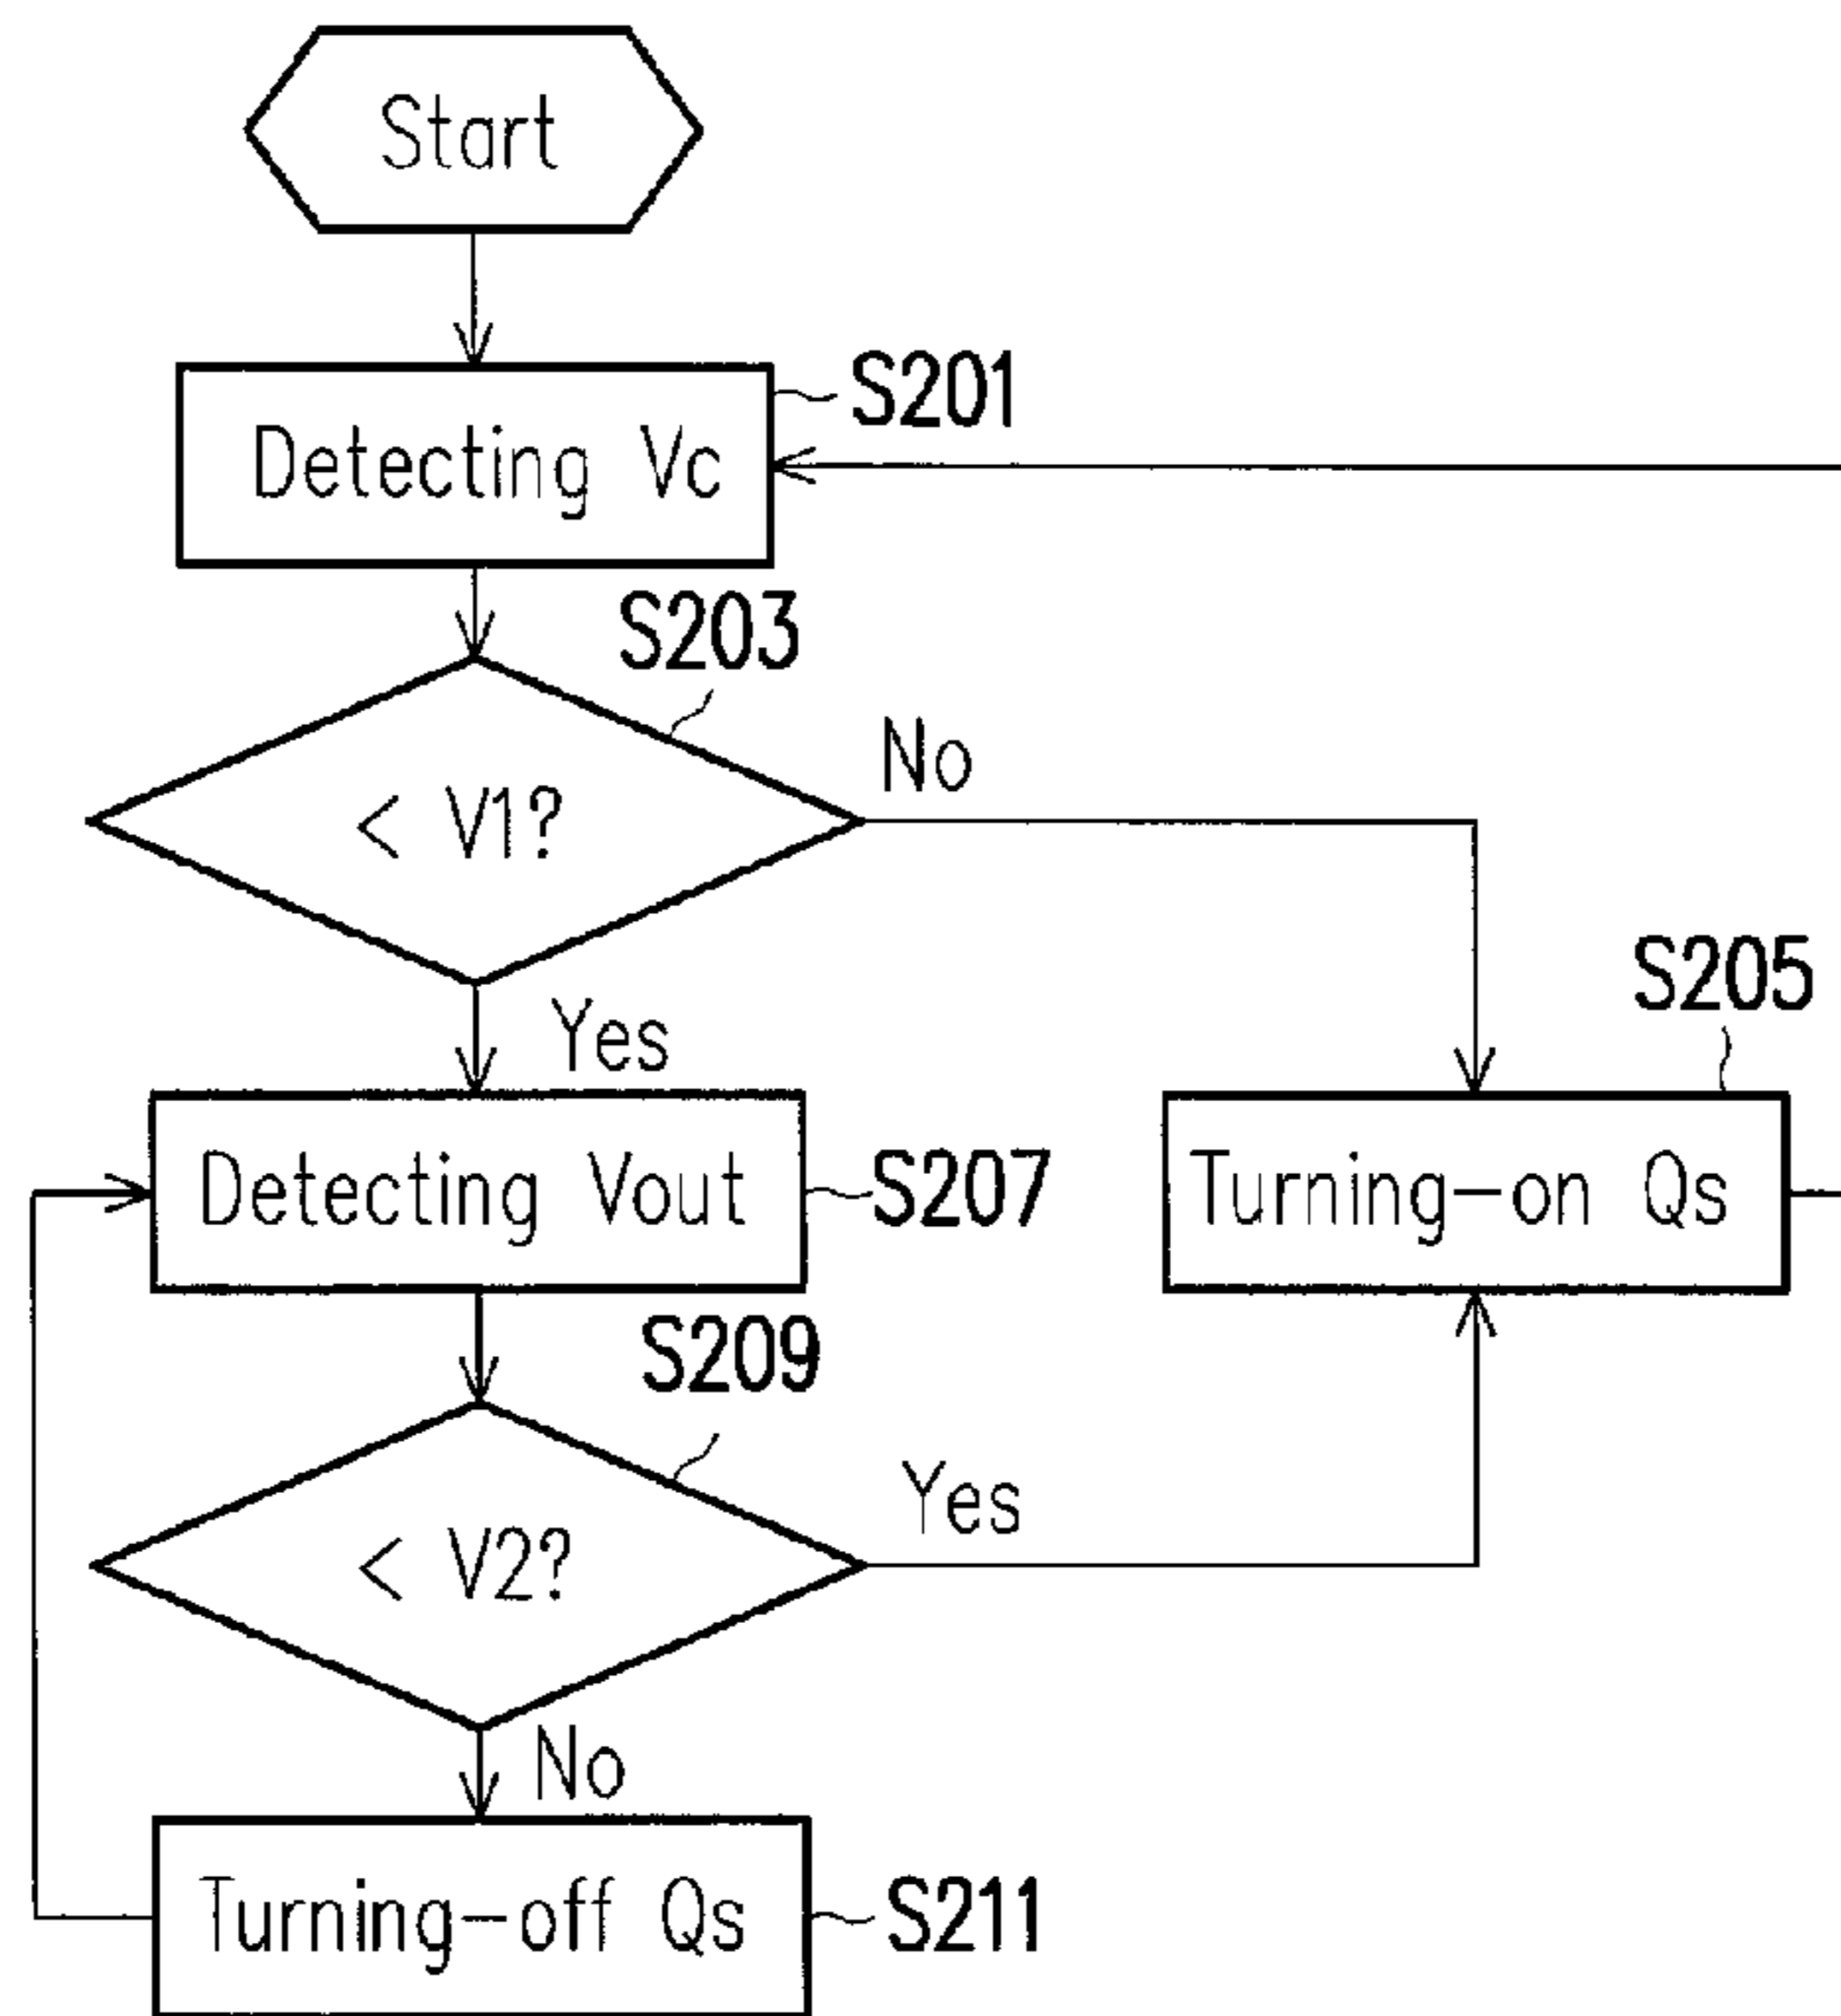 Start
S201
Detecting Vc
S203
< V1?
No
Yes
S205
Detecting Vout
S207
Turning-on Qs
S209
< V2?
Yes
No
Turning-off Qs
S211